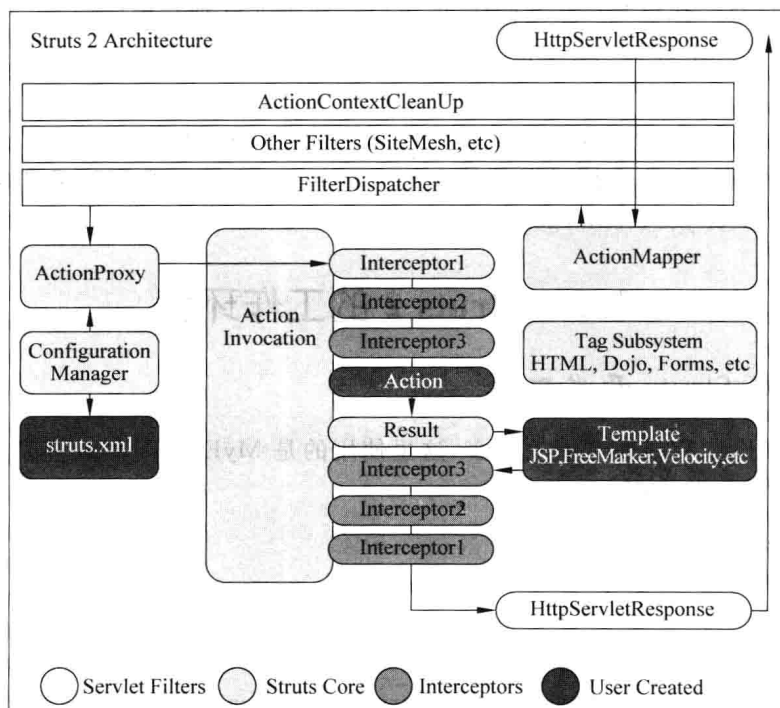 Struts 2 Architecture
HttpServletResponse
ActionContextCleanUp
Other Filters (SiteMesh, etc)
FilterDispatcher
ActionProxy
Configuration
Manager
struts.xml
Action
Invocation
Interceptor1
Interceptor2
Interceptor3
Action
Result
Interceptor3
Interceptor2
Interceptor1
ActionMapper
Tag Subsystem
HTML, Dojo, Forms, etc
Template
JSP,FreeMarker,Velocity,etc
HttpServletResponse
Servlet Filters
Struts Core
Interceptors
User Created